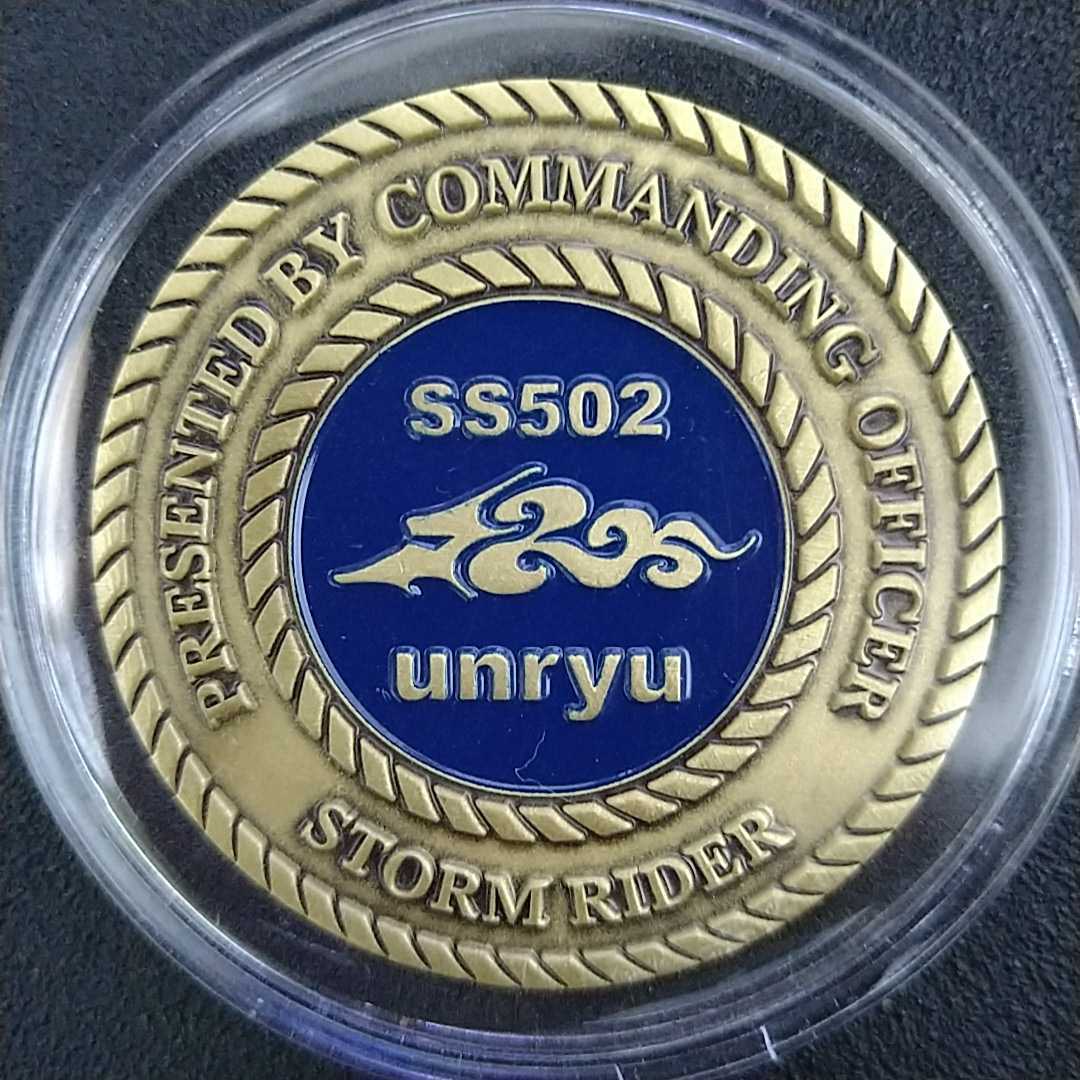 PRESENTED BY COMMANDING OFFICER
SS502
unryu
STORM RIDER